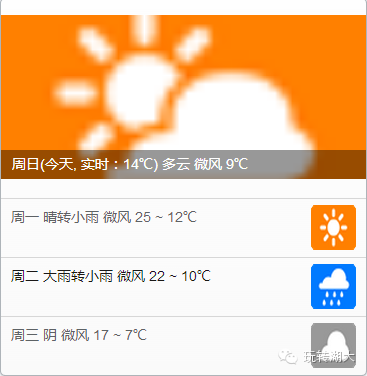 周日(今天, 实时：14℃) 多云 微风 9℃
周一 晴转小雨 微风 25 ~ 12℃
周二 大雨转小雨 微风 22 ~ 10℃
周三 阴 微风 17 ~ 7℃
玩转湖大